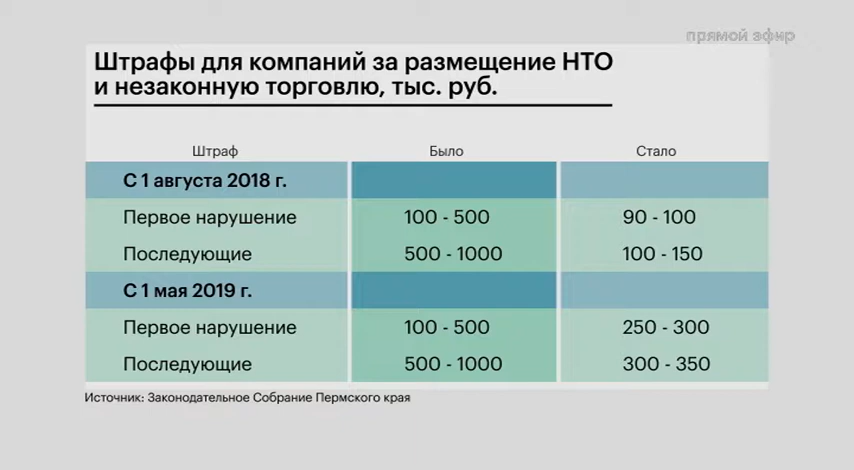 прямой эфир
Штрафы для компаний за размещение НТО
и незаконную торговлю, тыс. руб.
Штраф Было Стало
С 1 августа 2018 г.
Первое нарушение 100 - 500 90 - 100
Последующие 500 - 1000 100 - 150
С 1 мая 2019 г.
Первое нарушение 100 - 500 250 - 300
Последующие 500 - 1000 300 - 350
Источник: Законодательное Собрание Пермского края